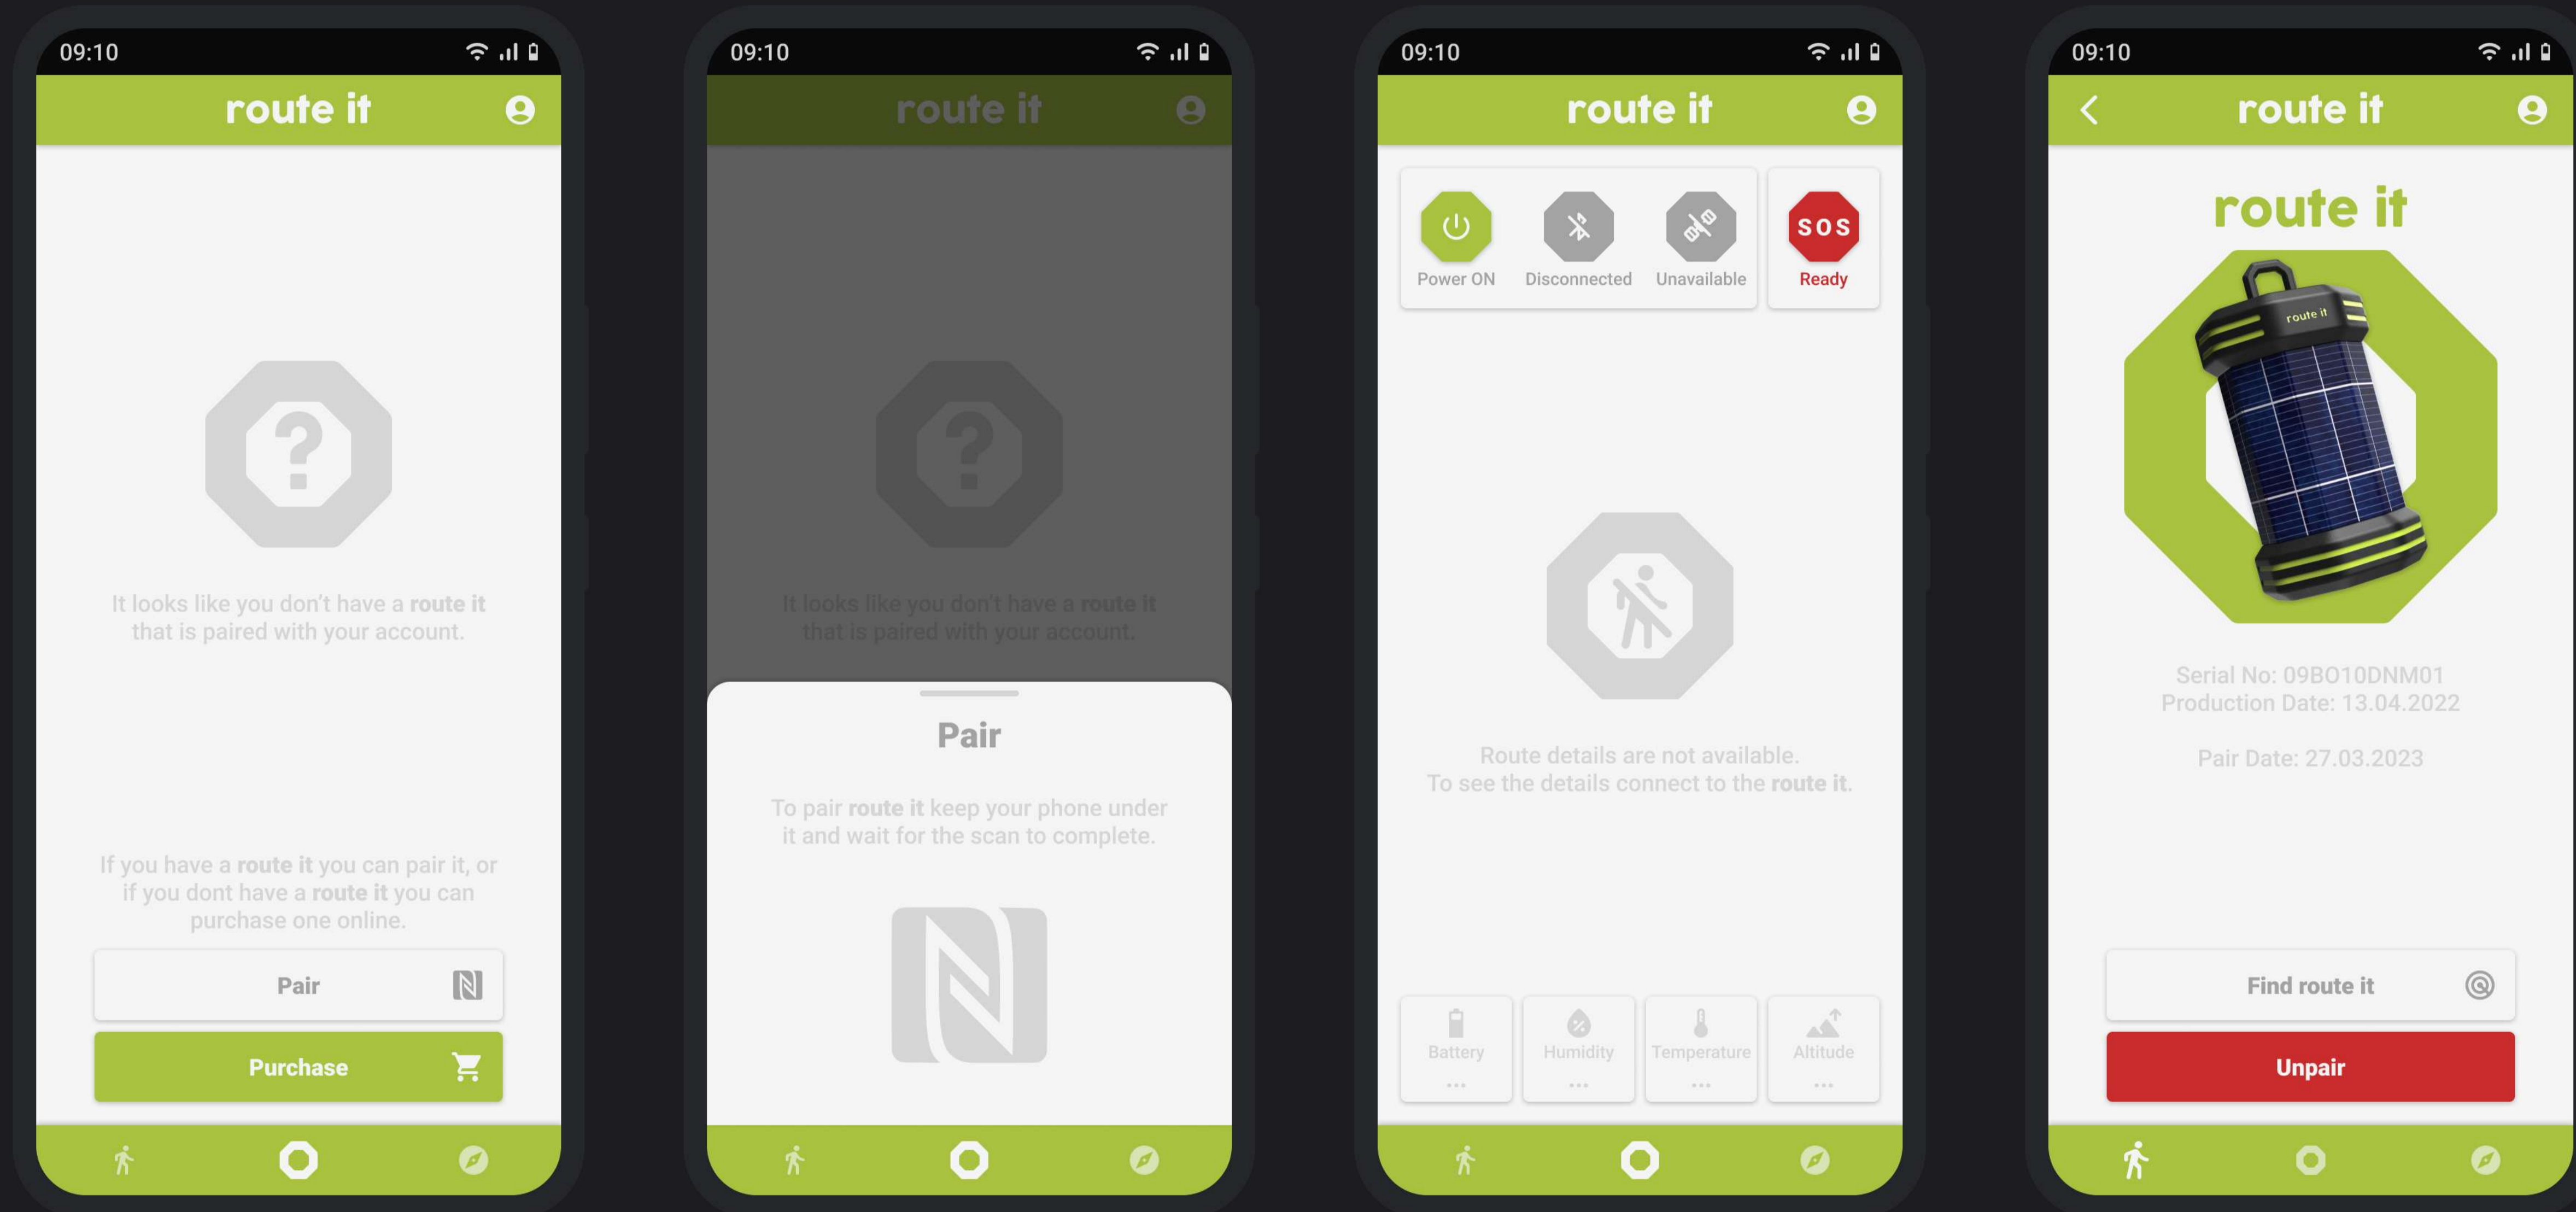 09:10
route it
It looks like you don't have a route it
that is paired with your account.
If you have a route it you can pair it, or
if you dont have a route it you can
purchase one online.
Pair
Purchase
09:10
route it
It looks like you don't have a route it
that is paired with your account.
Pair
To pair route it keep your phone under
it and wait for the scan to complete.
09:10
route it
Power ON
Disconnected
Unavailable
SOS
Ready
Route details are not available.
To see the details connect to the route it.
Battery
...
Humidity
...
Temperature
...
Altitude
...
09:10
route it
route it
route it
Serial No: 09BO10DNM01
Production Date: 13.04.2022
Pair Date: 27.03.2023
Find route it
Unpair